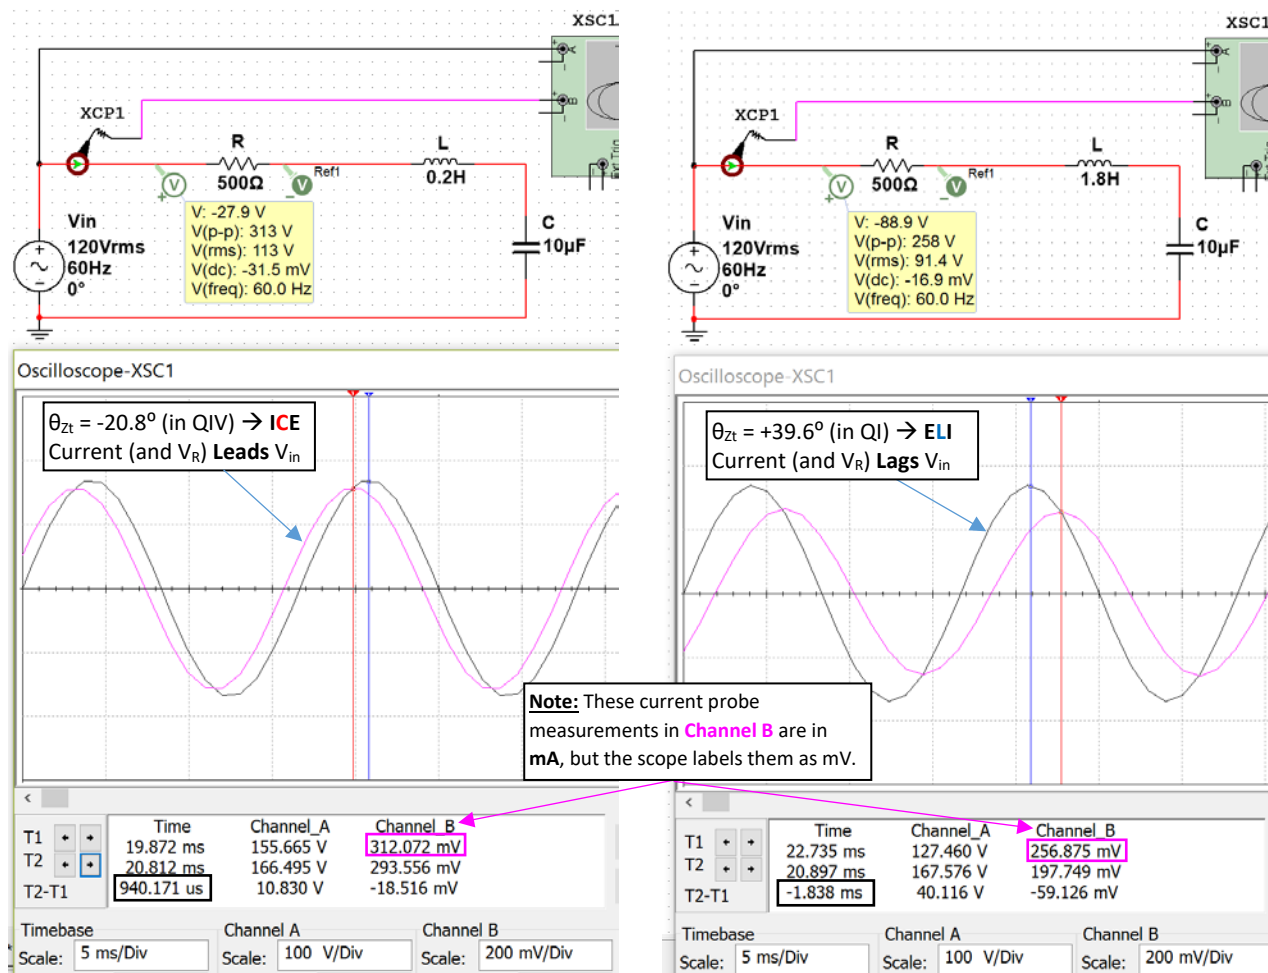 XSC1
XCP1
R
500Ω
Ref1
L
0.2H
V
V
A
B
Ext Trig
Vin
120Vrms
60Hz
0°
V: -27.9 V
V(p-p): 313 V
V(rms): 113 V
V(dc): -31.5 mV
V(freq): 60.0 Hz
C
10µF
XSC1
XCP1
R
500Ω
Ref1
L
1.8H
V
V
A
B
Vin
120Vrms
60Hz
0°
V: -88.9 V
V(p-p): 258 V
V(rms): 91.4 V
V(dc): -16.9 mV
V(freq): 60.0 Hz
C
10µF
Oscilloscope-XSC1
θZt = -20.8⁰ (in QIV) → ICE
Current (and VR) Leads Vin
Oscilloscope-XSC1
θZt = +39.6⁰ (in QI) → ELI
Current (and VR) Lags Vin
Note: These current probe
measurements in Channel B are in
mA, but the scope labels them as mV.
Time Channel_A Channel_B
T1 19.872 ms 155.665 V 312.072 mV
T2 20.812 ms 166.495 V 293.556 mV
T2-T1 940.171 us 10.830 V -18.516 mV
Timebase Channel A Channel B
Scale: 5 ms/Div Scale: 100 V/Div Scale: 200 mV/Div
Time Channel_A Channel_B
T1 22.735 ms 127.460 V 256.875 mV
T2 20.897 ms 167.576 V 197.749 mV
T2-T1 -1.838 ms 40.116 V -59.126 mV
Timebase Channel A Channel B
Scale: 5 ms/Div Scale: 100 V/Div Scale: 200 mV/Div